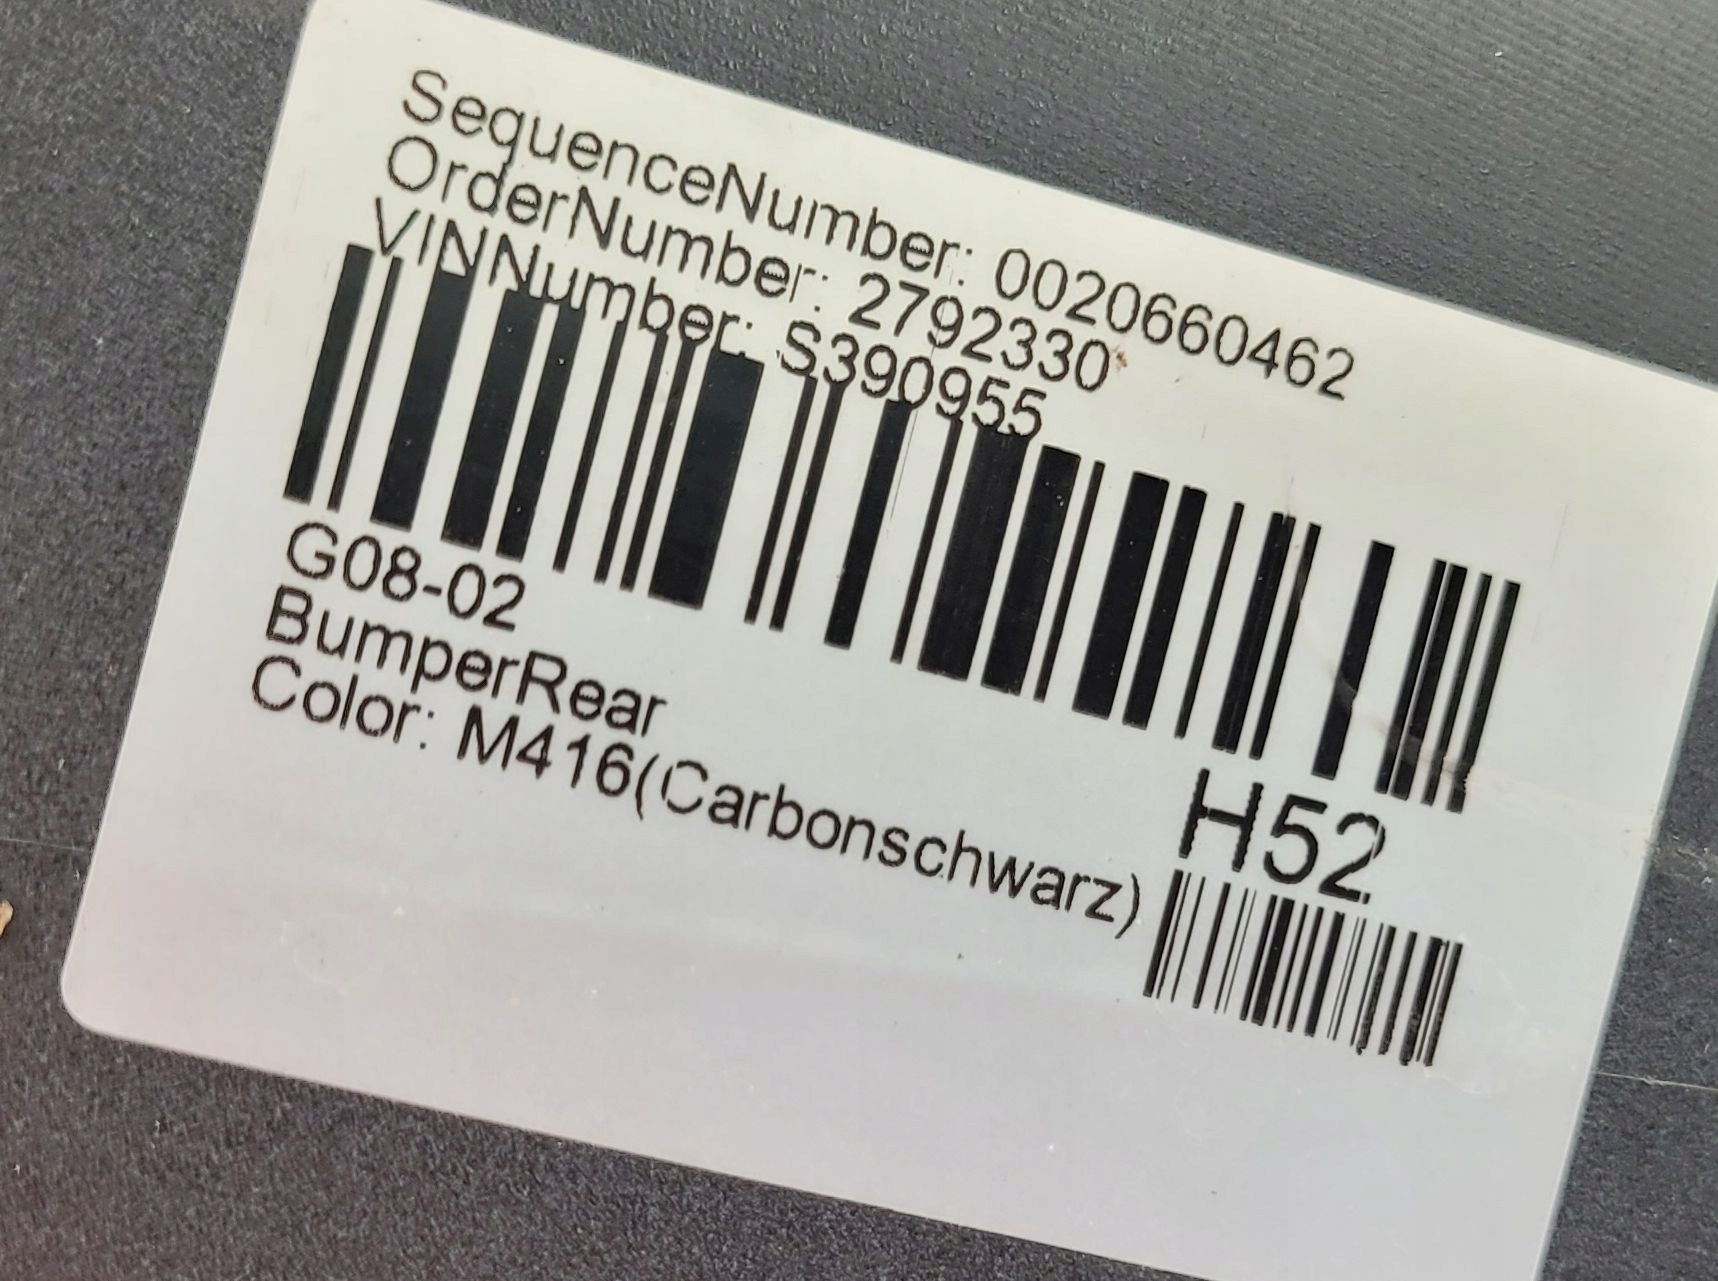 SequenceNumber: 0020660462
OrderNumber: 2792330
VINNumber: S390955
G08-02
BumperRear
Color: M416(Carbonschwarz)
H52